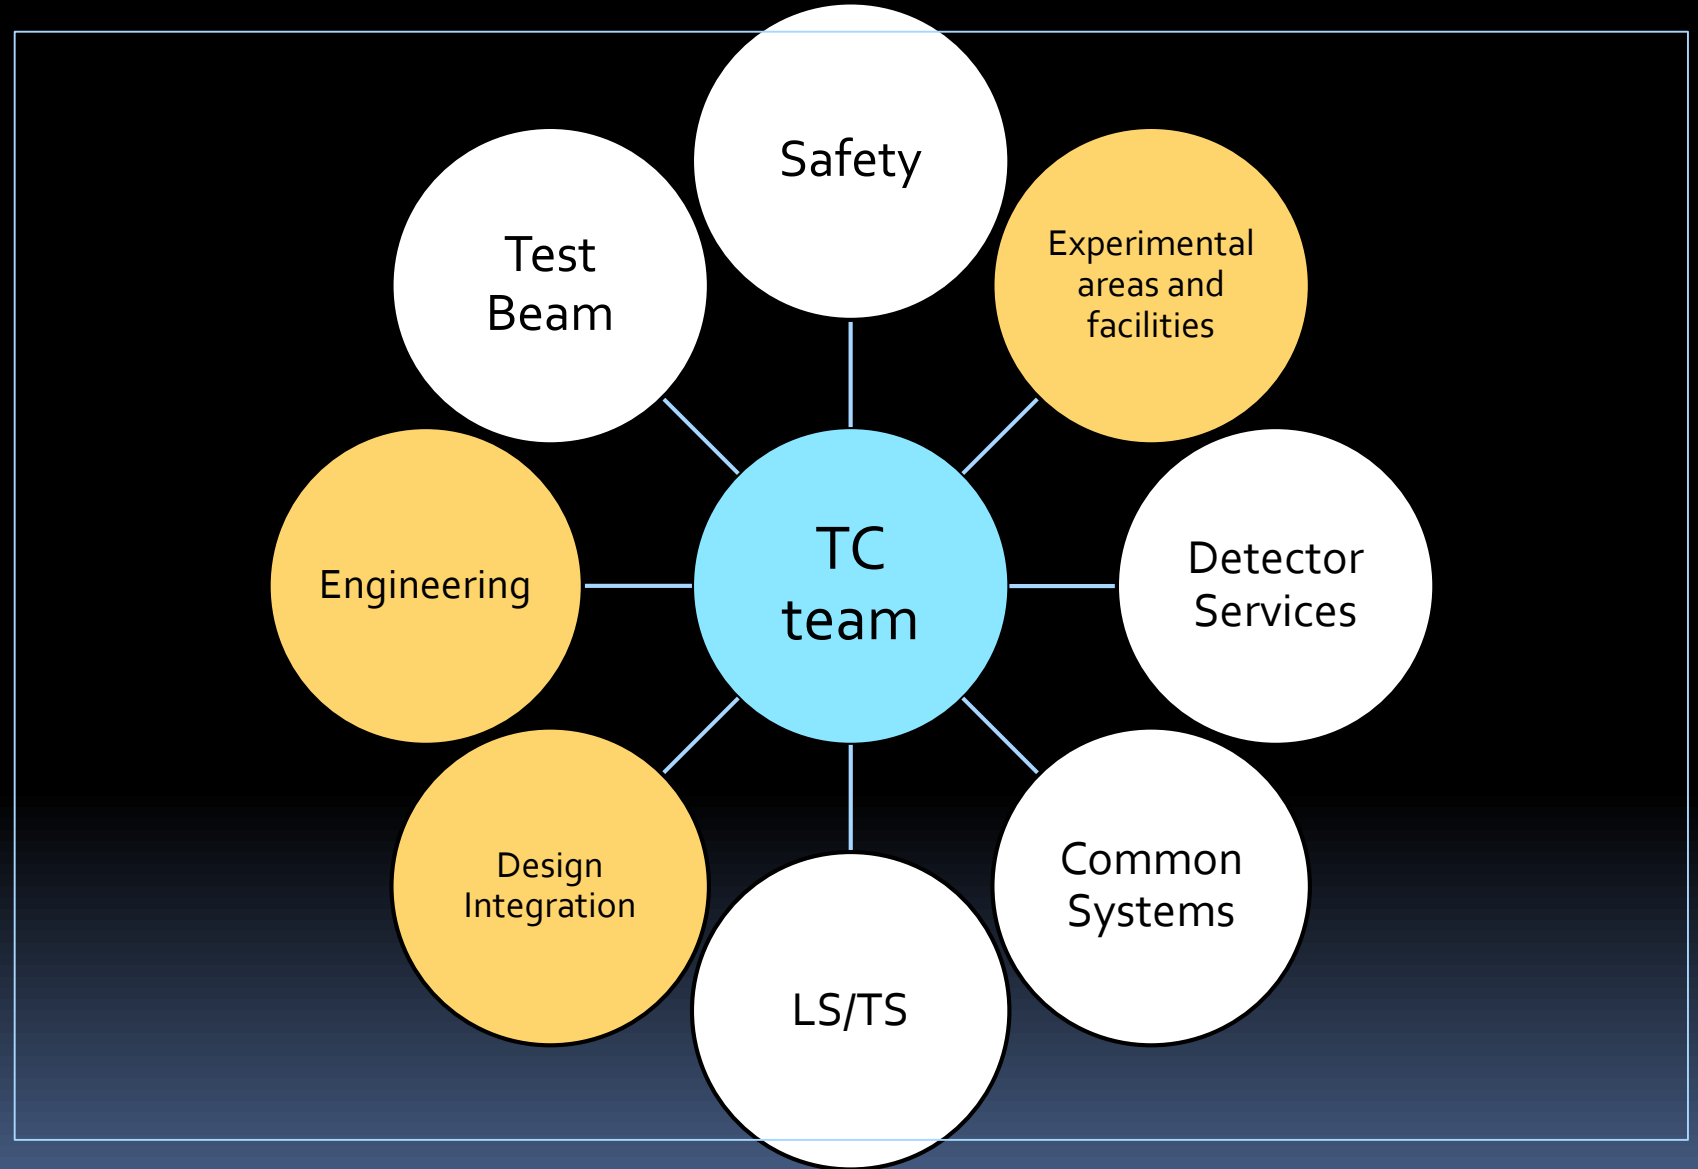 Safety
Test
Beam
Experimental
areas and
facilities
Engineering
TC
team
Detector
Services
Design
Integration
Common
Systems
LS/TS